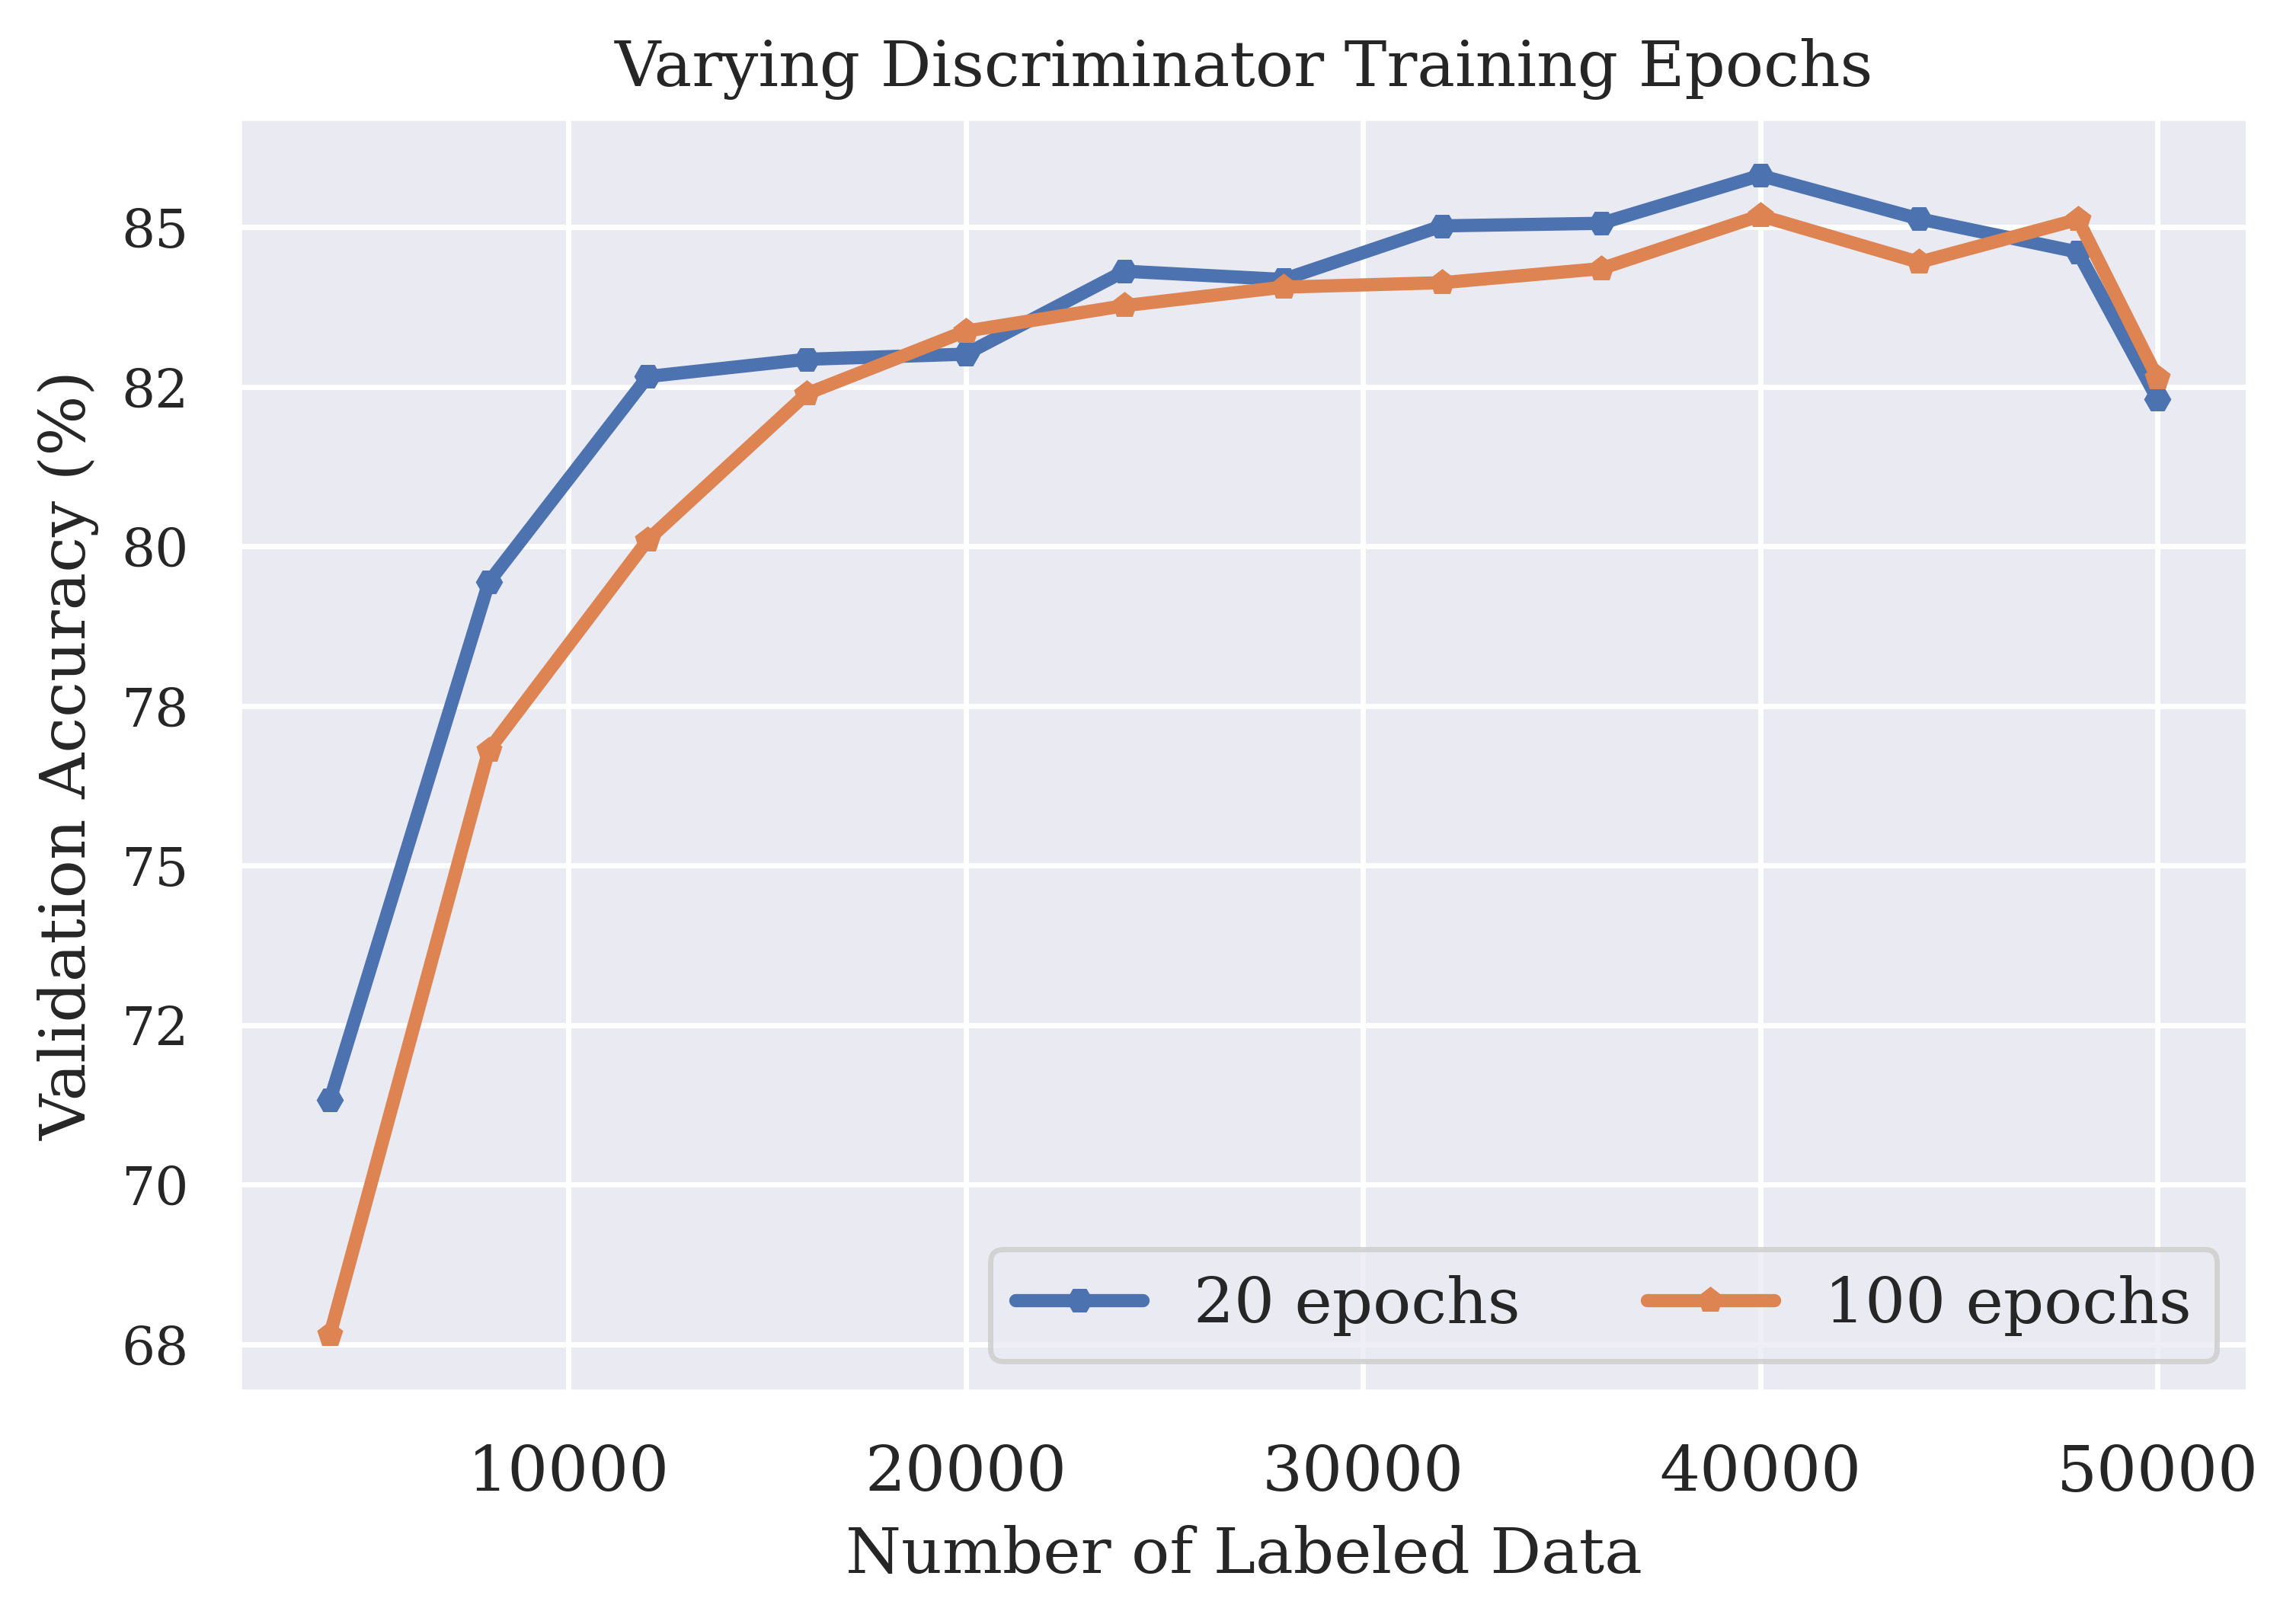 Varying Discriminator Training Epochs
Validation Accuracy (%)
85
82
80
78
75
72
70
68
20 epochs 100 epochs
10000 20000 30000 40000 50000
Number of Labeled Data